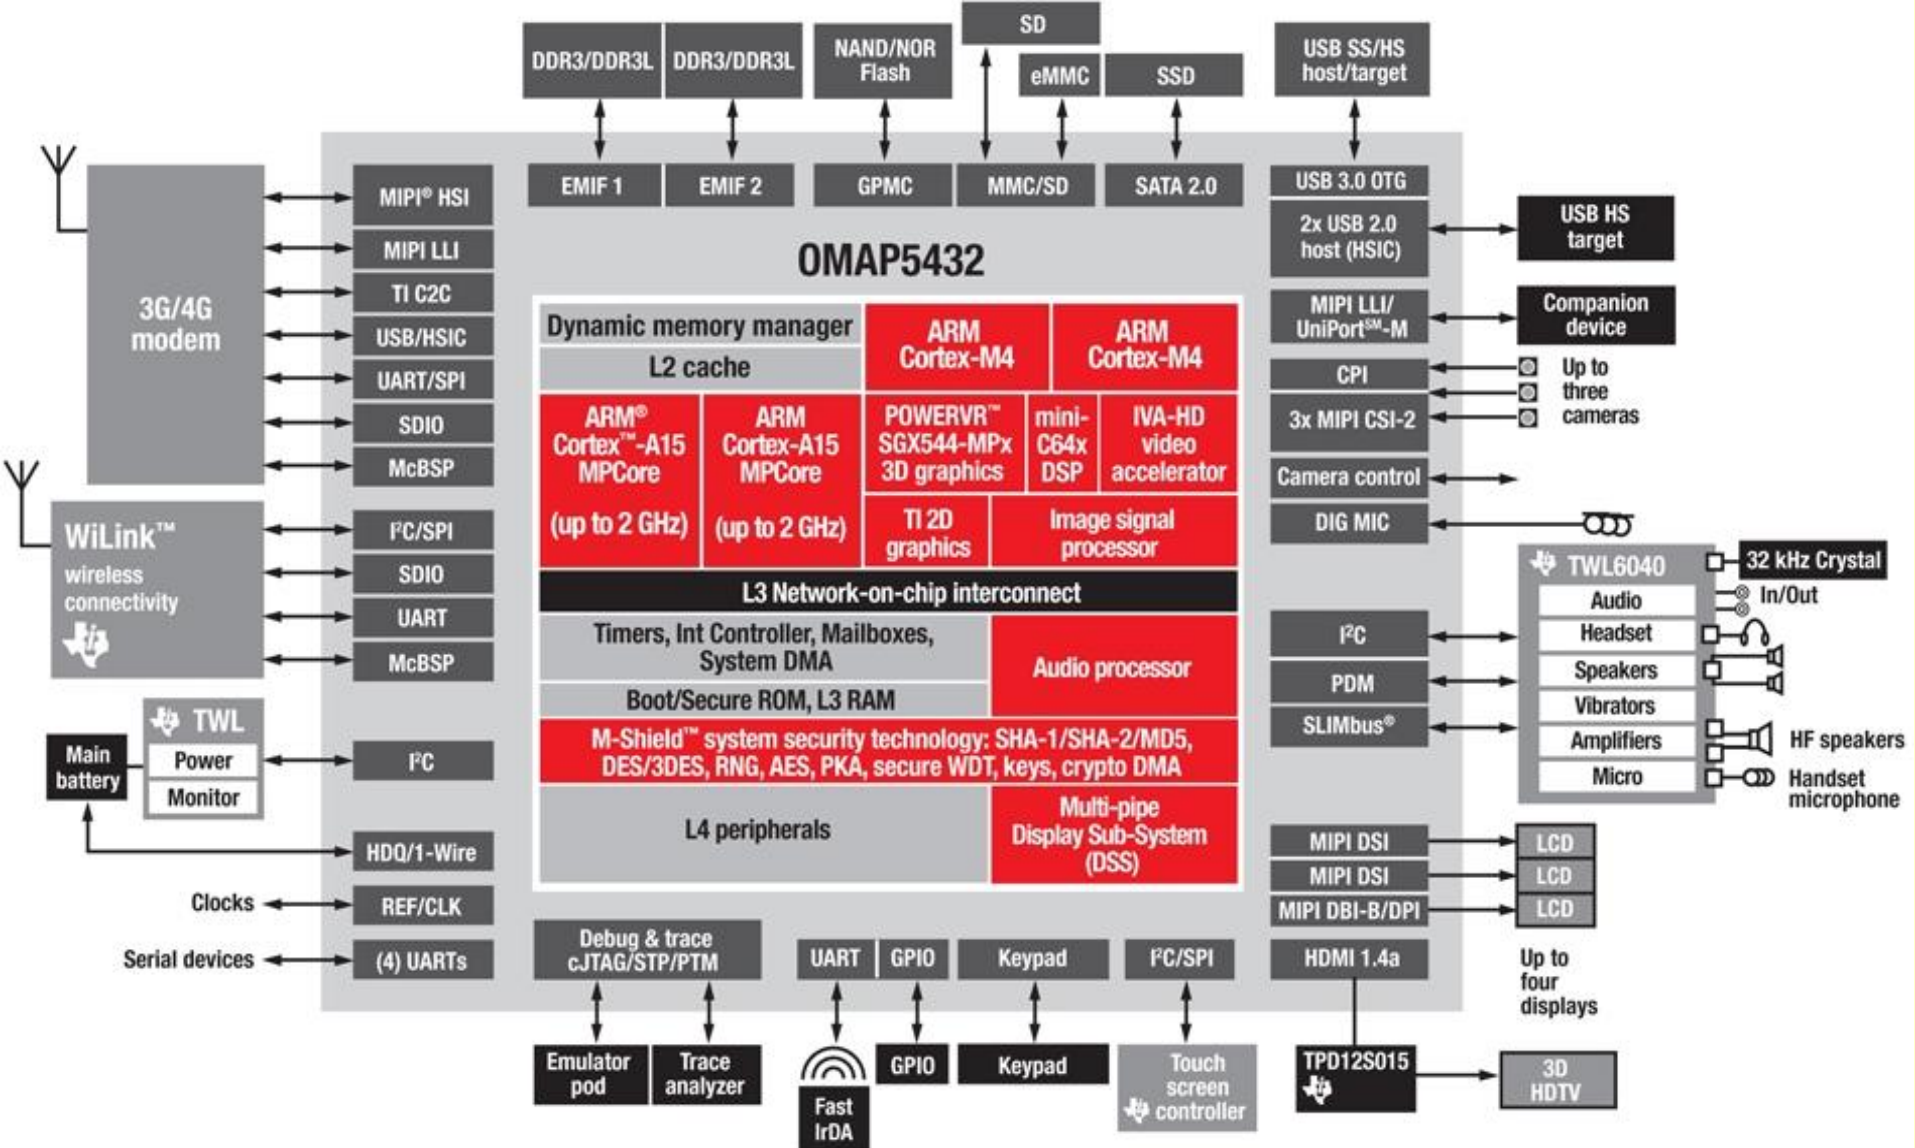 SD
DDR3/DDR3L
DDR3/DDR3L
NAND/NOR
Flash
eMMC
SSD
USB SS/HS
host/target
EMIF 1
EMIF 2
GPMC
MMC/SD
SATA 2.0
USB 3.0 OTG
2x USB 2.0
host (HSIC)
USB HS
target
MIPI LLI/
UniPort℠-M
Companion
device
CPI
3x MIPI CSI-2
Up to
three
cameras
Camera control
DIG MIC
3G/4G
modem
MIPI® HSI
MIPI LLI
TI C2C
USB/HSIC
UART/SPI
SDIO
McBSP
WiLink™
wireless
connectivity
I²C/SPI
SDIO
UART
McBSP
TWL
Power
Monitor
Main
battery
I²C
HDQ/1-Wire
Clocks
REF/CLK
Serial devices
(4) UARTs
OMAP5432
Dynamic memory manager
L2 cache
ARM
Cortex-M4
ARM
Cortex-M4
ARM®
Cortex™-A15
MPCore
(up to 2 GHz)
ARM
Cortex-A15
MPCore
(up to 2 GHz)
POWERVR™
SGX544-MPx
3D graphics
mini-
C64x
DSP
IVA-HD
video
accelerator
TI 2D
graphics
Image signal
processor
L3 Network-on-chip interconnect
Timers, Int Controller, Mailboxes,
System DMA
Boot/Secure ROM, L3 RAM
Audio processor
M-Shield™ system security technology: SHA-1/SHA-2/MD5,
DES/3DES, RNG, AES, PKA, secure WDT, keys, crypto DMA
L4 peripherals
Multi-pipe
Display Sub-System
(DSS)
I²C
PDM
SLIMbus®
TWL6040
Audio
Headset
Speakers
Vibrators
Amplifiers
Micro
32 kHz Crystal
In/Out
HF speakers
Handset
microphone
MIPI DSI
LCD
MIPI DSI
LCD
MIPI DBI-B/DPI
LCD
HDMI 1.4a
Up to
four
displays
Debug & trace
cJTAG/STP/PTM
UART
GPIO
Keypad
I²C/SPI
Emulator
pod
Trace
analyzer
Fast
IrDA
GPIO
Keypad
Touch
screen
controller
TPD12S015
3D
HDTV